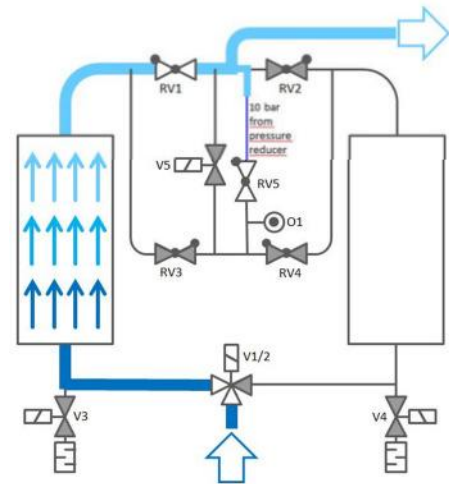 RV1
RV2
10 bar
from
pressure
reducer
V5
RV5
O1
RV3
RV4
V1/2
V3
V4